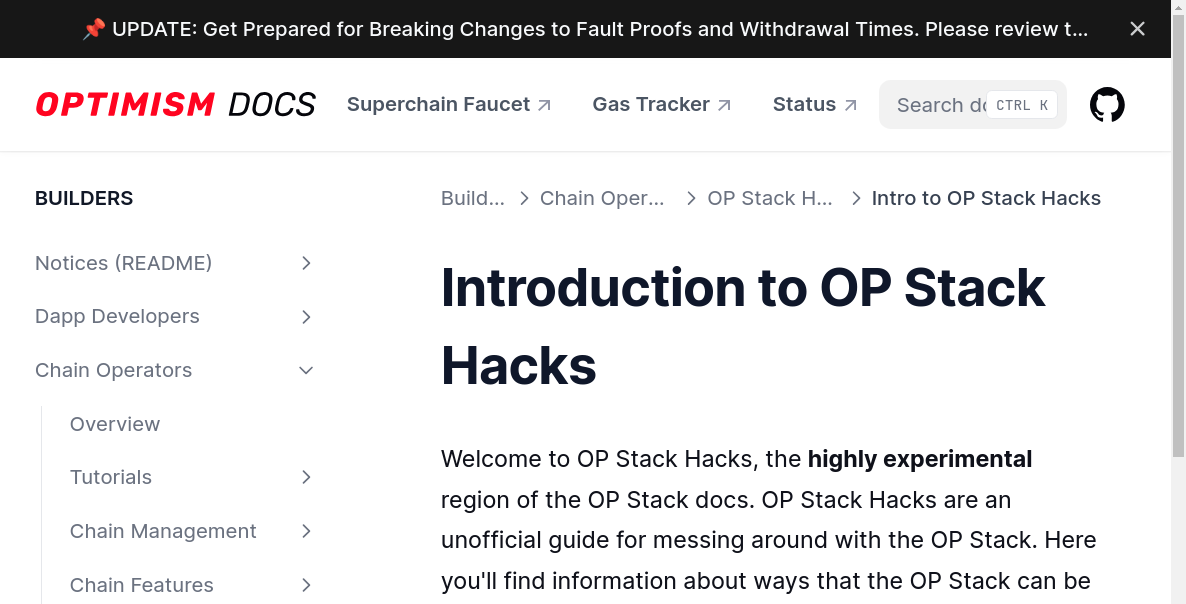 📌 UPDATE: Get Prepared for Breaking Changes to Fault Proofs and Withdrawal Times. Please review t...
OPTIMISM DOCS
Superchain Faucet
Gas Tracker
Status
Search do
CTRL K
BUILDERS
Notices (README)
Dapp Developers
Chain Operators
Overview
Tutorials
Chain Management
Chain Features
Build... > Chain Oper... > OP Stack H... > Intro to OP Stack Hacks
Introduction to OP Stack
Hacks
Welcome to OP Stack Hacks, the highly experimental
region of the OP Stack docs. OP Stack Hacks are an
unofficial guide for messing around with the OP Stack. Here
you'll find information about ways that the OP Stack can be